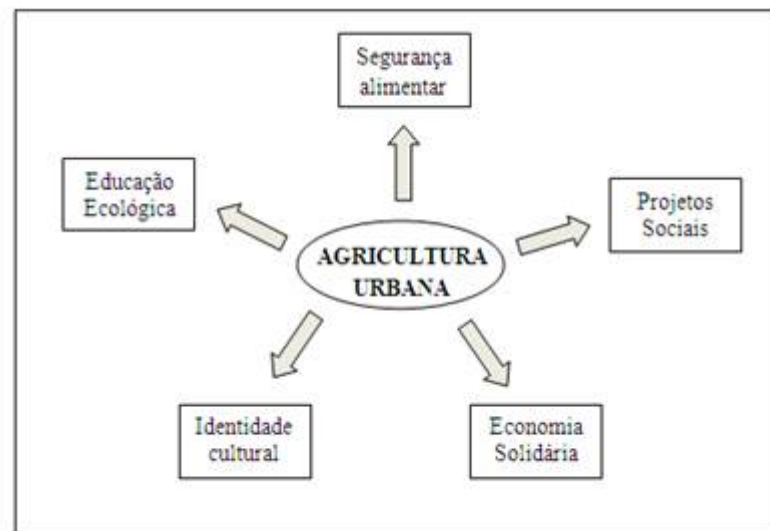 Segurança
alimentar
Educação
Ecológica
Projetos
Sociais
AGRICULTURA
URBANA
Identidade
cultural
Economia
Solidária